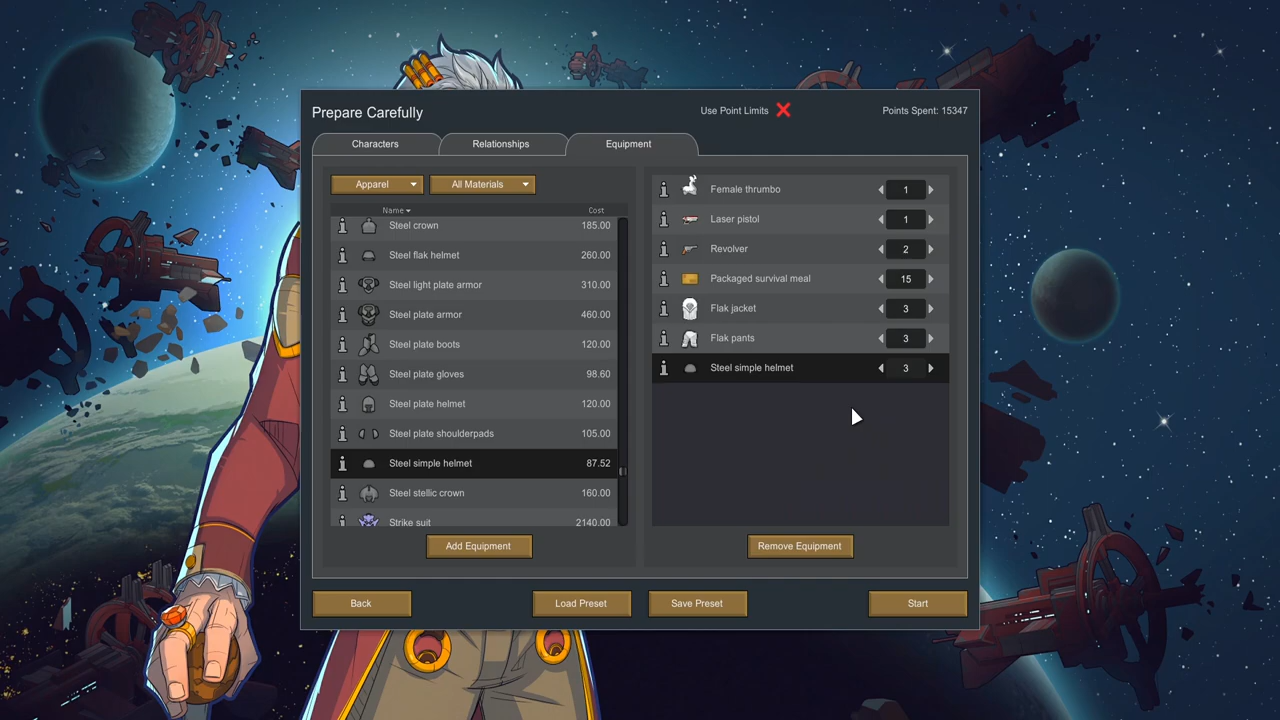 Prepare Carefully
Use Point Limits
Points Spent: 15347
Characters
Relationships
Equipment
Apparel
All Materials
Name
Cost
Steel crown 185.00
Steel flak helmet 260.00
Steel light plate armor 310.00
Steel plate armor 460.00
Steel plate boots 120.00
Steel plate gloves 98.60
Steel plate helmet 120.00
Steel plate shoulderpads 105.00
Steel simple helmet 87.52
Steel stellic crown 160.00
Strike suit 2140.00
Add Equipment
Female thrumbo 1
Laser pistol 1
Revolver 2
Packaged survival meal 15
Flak jacket 3
Flak pants 3
Steel simple helmet 3
Remove Equipment
Back
Load Preset
Save Preset
Start